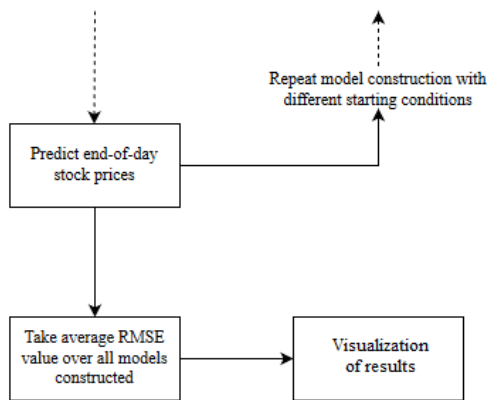 Repeat model construction with
different starting conditions
Predict end-of-day
stock prices
Take average RMSE
value over all models
constructed
Visualization
of results